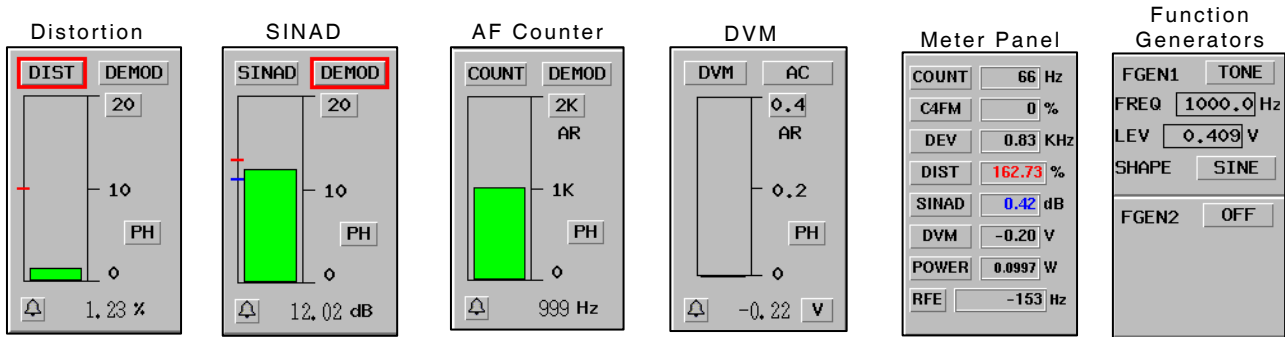 Distortion
DIST DEMOD
20
10
PH
0
1.23 %
SINAD
SINAD DEMOD
20
10
PH
0
12.02 dB
AF Counter
COUNT DEMOD
2K
AR
1K
PH
0
999 Hz
DVM
DVM AC
0.4
AR
0.2
PH
0
-0.22 V
Meter Panel
COUNT 66 Hz
C4FM 0 %
DEV 0.83 KHz
DIST 162.73 %
SINAD 0.42 dB
DVM -0.20 V
POWER 0.0997 W
RFE -153 Hz
Function
Generators
FGEN1 TONE
FREQ 1000.0 Hz
LEV 0.409 V
SHAPE SINE
FGEN2 OFF